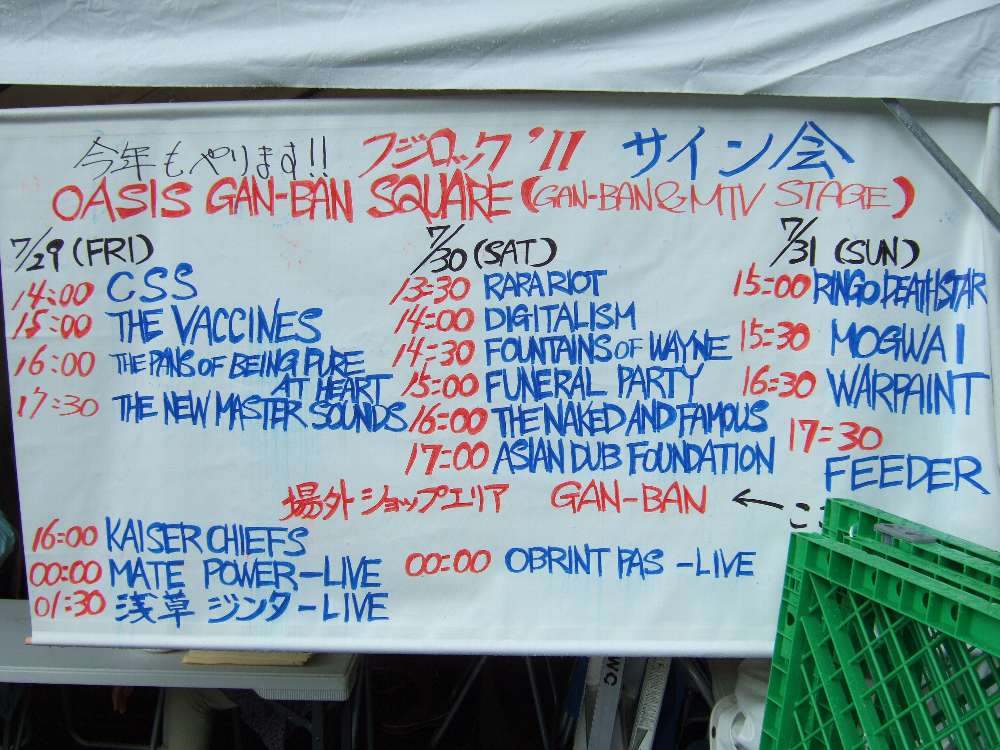 今年もやります!! フジロック '11 サイン会
OASIS GAN-BAN SQUARE (GAN-BAN & MTV STAGE)
7/29 (FRI)
14:00 CSS
15:00 THE VACCINES
16:00 THE PANS OF BEING PURE
AT HEART
17:30 THE NEW MASTER SOUNDS
7/30 (SAT)
13:30 RARA RIOT
14:00 DIGITALISM
14:30 FOUNTAINS OF WAYNE
15:00 FUNERAL PARTY
16:00 THE NAKED AND FAMOUS
17:00 ASIAN DUB FOUNDATION
7/31 (SUN)
15:00 RINGO DEATHSTAR
15:30 MOGWAI
16:30 WARPAINT
17:30
FEEDER
場外ショップエリア GAN-BAN ← ここ
16:00 KAISER CHIEFS
00:00 MATE POWER-LIVE
01:30 浅草ジンタ-LIVE
00:00 OBRINT PAS -LIVE
WC